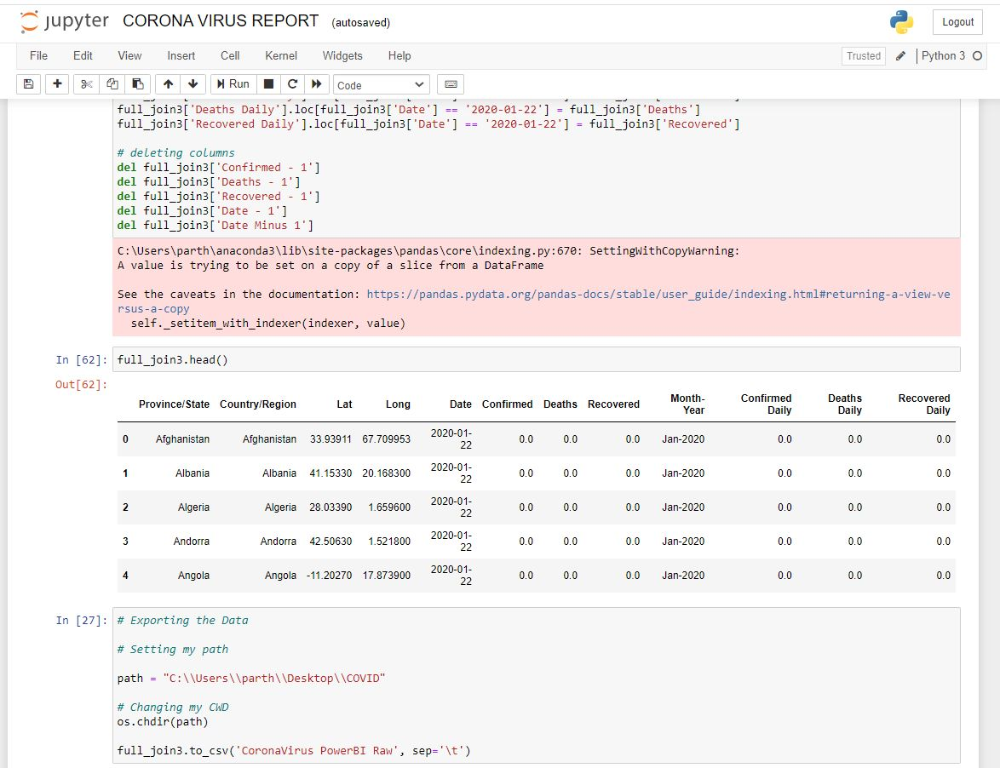 jupyter CORONA VIRUS REPORT (autosaved)
Logout
File Edit View Insert Cell Kernel Widgets Help
Trusted Python 3
Run Code
full_join3['Deaths Daily'].loc[full_join3['Date'] == '2020-01-22'] = full_join3['Deaths']
full_join3['Recovered Daily'].loc[full_join3['Date'] == '2020-01-22'] = full_join3['Recovered']
# deleting columns
del full_join3['Confirmed - 1']
del full_join3['Deaths - 1']
del full_join3['Recovered - 1']
del full_join3['Date - 1']
del full_join3['Date Minus 1']
C:\Users\parth\anaconda3\lib\site-packages\pandas\core\indexing.py:670: SettingWithCopyWarning:
A value is trying to be set on a copy of a slice from a DataFrame
See the caveats in the documentation: https://pandas.pydata.org/pandas-docs/stable/user_guide/indexing.html#returning-a-view-ve
rsus-a-copy
self._setitem_with_indexer(indexer, value)
In [62]: full_join3.head()
Out[62]:
Province/State Country/Region Lat Long Date Confirmed Deaths Recovered Month-Year Confirmed Daily Deaths Daily Recovered Daily
0 Afghanistan Afghanistan 33.93911 67.709953 2020-01-22 0.0 0.0 0.0 Jan-2020 0.0 0.0 0.0
1 Albania Albania 41.15330 20.168300 2020-01-22 0.0 0.0 0.0 Jan-2020 0.0 0.0 0.0
2 Algeria Algeria 28.03390 1.659600 2020-01-22 0.0 0.0 0.0 Jan-2020 0.0 0.0 0.0
3 Andorra Andorra 42.50630 1.521800 2020-01-22 0.0 0.0 0.0 Jan-2020 0.0 0.0 0.0
4 Angola Angola -11.20270 17.873900 2020-01-22 0.0 0.0 0.0 Jan-2020 0.0 0.0 0.0
In [27]: # Exporting the Data
# Setting my path
path = "C:\\Users\\parth\\Desktop\\COVID"
# Changing my CWD
os.chdir(path)
full_join3.to_csv('CoronaVirus PowerBI Raw', sep='\t')